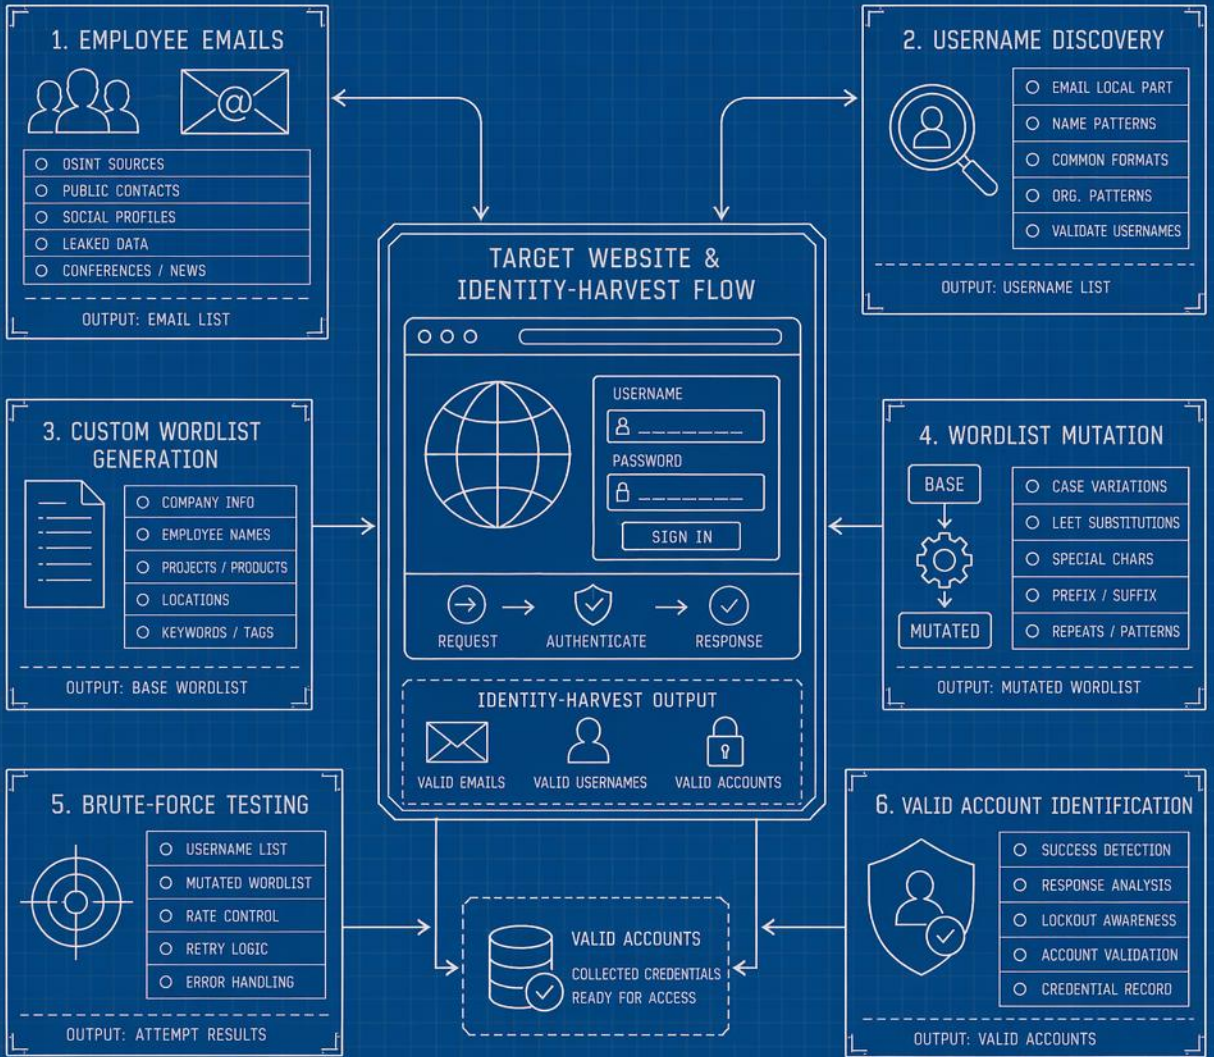 1. EMPLOYEE EMAILS
@
OSINT SOURCES
PUBLIC CONTACTS
SOCIAL PROFILES
LEAKED DATA
CONFERENCES / NEWS
OUTPUT: EMAIL LIST
2. USERNAME DISCOVERY
EMAIL LOCAL PART
NAME PATTERNS
COMMON FORMATS
ORG. PATTERNS
VALIDATE USERNAMES
OUTPUT: USERNAME LIST
TARGET WEBSITE &
IDENTITY-HARVEST FLOW
USERNAME
PASSWORD
SIGN IN
REQUEST
AUTHENTICATE
RESPONSE
IDENTITY-HARVEST OUTPUT
VALID EMAILS
VALID USERNAMES
VALID ACCOUNTS
3. CUSTOM WORDLIST
GENERATION
COMPANY INFO
EMPLOYEE NAMES
PROJECTS / PRODUCTS
LOCATIONS
KEYWORDS / TAGS
OUTPUT: BASE WORDLIST
4. WORDLIST MUTATION
BASE
MUTATED
CASE VARIATIONS
LEET SUBSTITUTIONS
SPECIAL CHARS
PREFIX / SUFFIX
REPEATS / PATTERNS
OUTPUT: MUTATED WORDLIST
5. BRUTE-FORCE TESTING
USERNAME LIST
MUTATED WORDLIST
RATE CONTROL
RETRY LOGIC
ERROR HANDLING
OUTPUT: ATTEMPT RESULTS
VALID ACCOUNTS
COLLECTED CREDENTIALS
READY FOR ACCESS
6. VALID ACCOUNT IDENTIFICATION
SUCCESS DETECTION
RESPONSE ANALYSIS
LOCKOUT AWARENESS
ACCOUNT VALIDATION
CREDENTIAL RECORD
OUTPUT: VALID ACCOUNTS